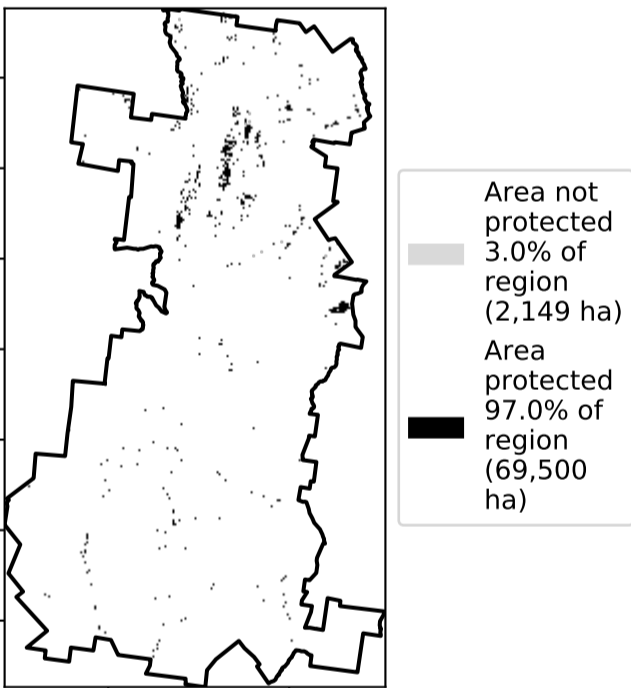 Area not
protected
3.0% of
region
(2,149 ha)
Area
protected
97.0% of
region
(69,500
ha)